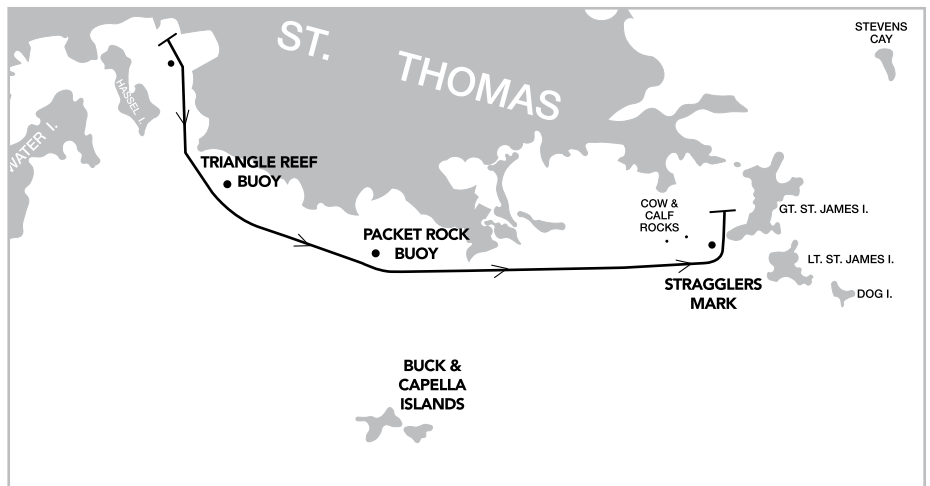 ST. THOMAS
STEVENS
CAY
HASSEL I.
WATER I.
TRIANGLE REEF
BUOY
PACKET ROCK
BUOY
COW &
CALF
ROCKS
GT. ST. JAMES I.
LT. ST. JAMES I.
DOG I.
STRAGGLERS
MARK
BUCK &
CAPELLA
ISLANDS